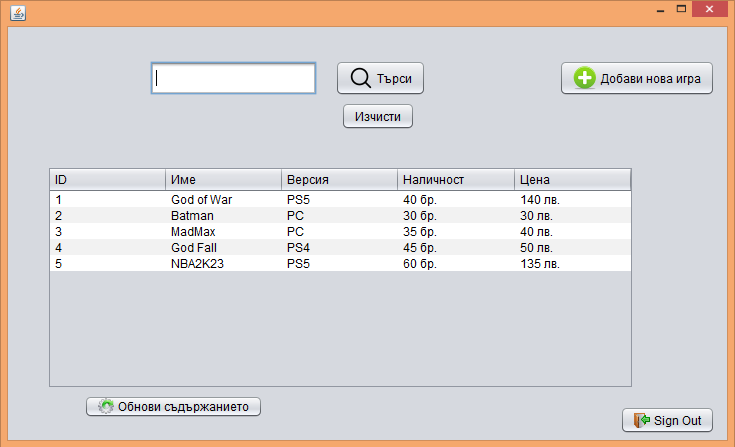 Търси
Добави нова игра
Изчисти
ID Име Версия Наличност Цена
1 God of War PS5 40 бр. 140 лв.
2 Batman PC 30 бр. 30 лв.
3 MadMax PC 35 бр. 40 лв.
4 God Fall PS4 45 бр. 50 лв.
5 NBA2K23 PS5 60 бр. 135 лв.
Обнови съдържанието
Sign Out